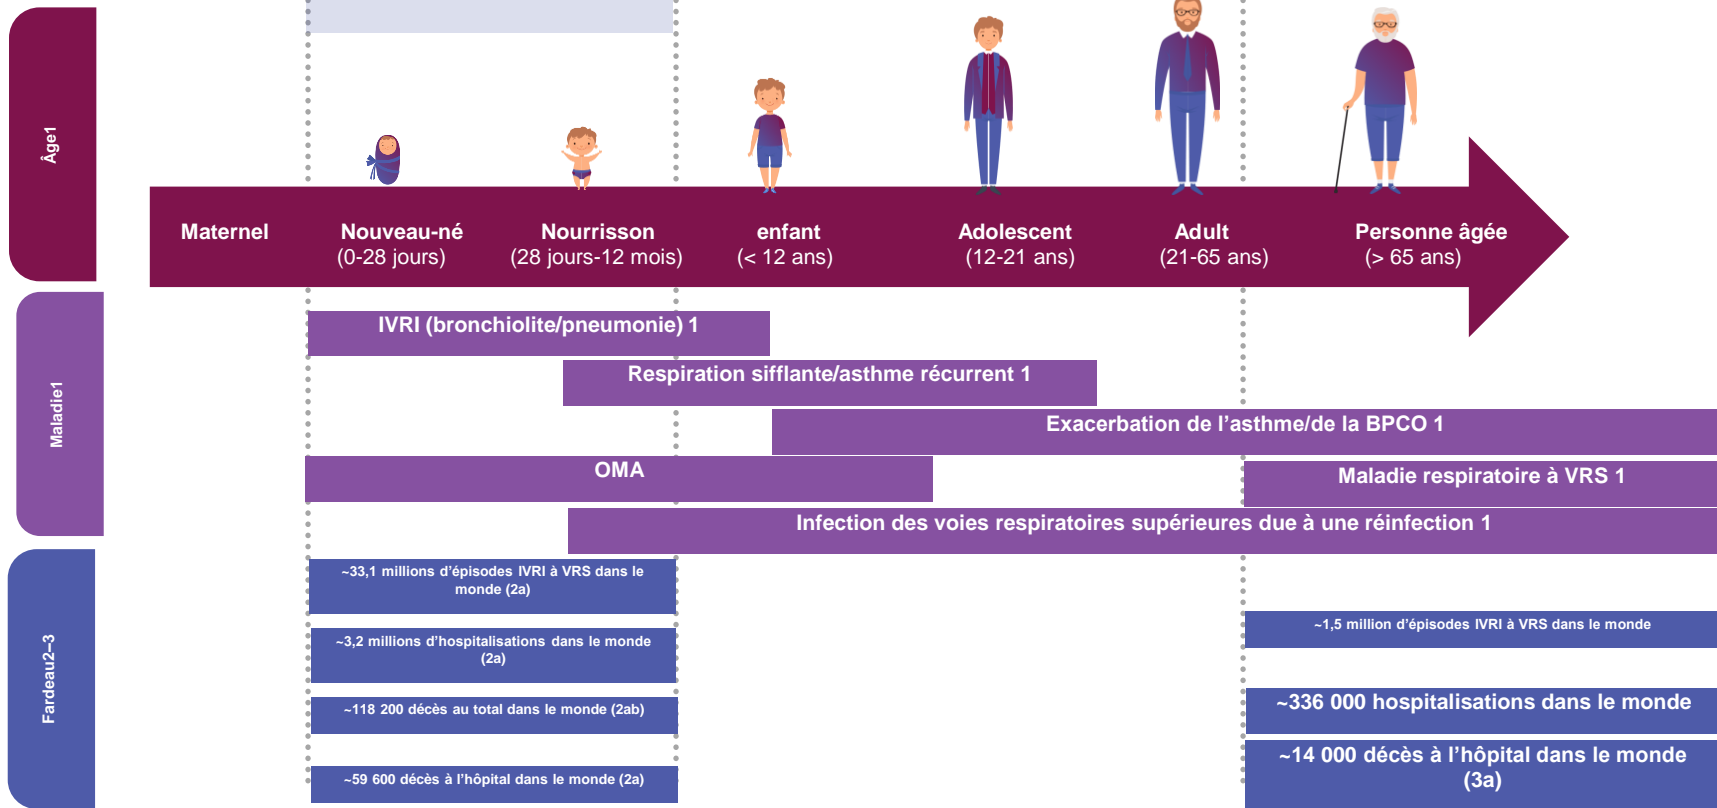 Âge1
Maternel
Nouveau-né
(0-28 jours)
Nourrisson
(28 jours-12 mois)
enfant
(< 12 ans)
Adolescent
(12-21 ans)
Adult
(21-65 ans)
Personne âgée
(> 65 ans)
Maladie1
IVRI (bronchiolite/pneumonie) 1
Respiration sifflante/asthme récurrent 1
Exacerbation de l’asthme/de la BPCO 1
OMA
Maladie respiratoire à VRS 1
Infection des voies respiratoires supérieures due à une réinfection 1
Fardeau2–3
~33,1 millions d’épisodes IVRI à VRS dans le
monde (2a)
~3,2 millions d’hospitalisations dans le monde
(2a)
~118 200 décès au total dans le monde (2ab)
~59 600 décès à l’hôpital dans le monde (2a)
~1,5 million d’épisodes IVRI à VRS dans le monde
~336 000 hospitalisations dans le monde
~14 000 décès à l’hôpital dans le monde
(3a)